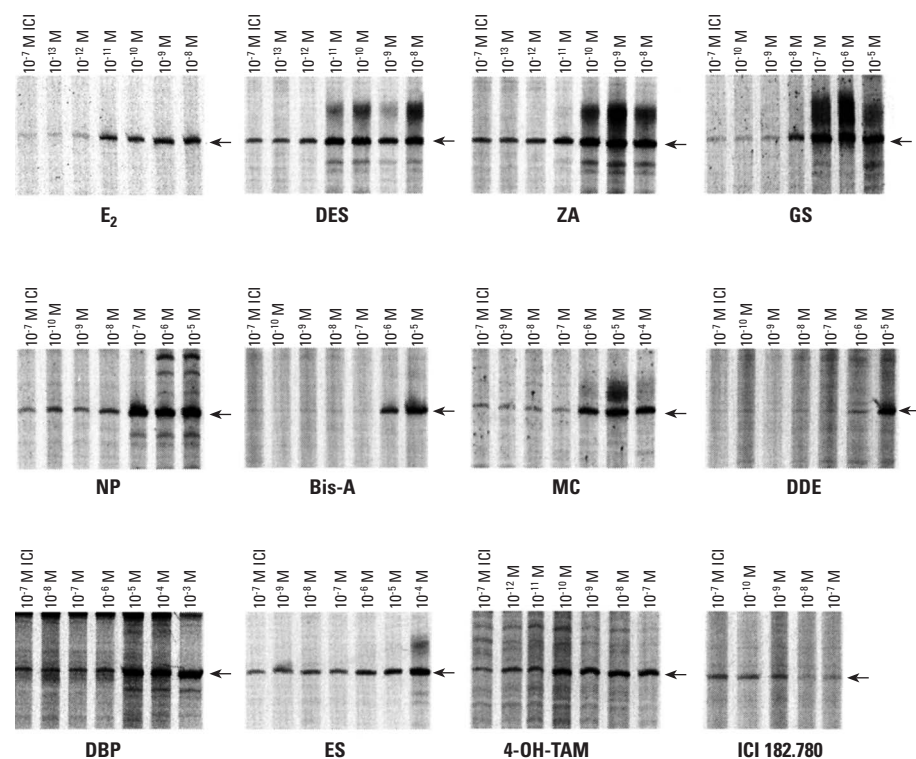 10⁻⁷ M ICI 10⁻¹³ M 10⁻¹² M 10⁻¹¹ M 10⁻¹⁰ M 10⁻⁹ M 10⁻⁸ M
10⁻⁷ M ICI 10⁻¹³ M 10⁻¹² M 10⁻¹¹ M 10⁻¹⁰ M 10⁻⁹ M 10⁻⁸ M
10⁻⁷ M ICI 10⁻¹³ M 10⁻¹² M 10⁻¹¹ M 10⁻¹⁰ M 10⁻⁹ M 10⁻⁸ M
10⁻⁷ M ICI 10⁻¹⁰ M 10⁻⁹ M 10⁻⁸ M 10⁻⁷ M 10⁻⁶ M 10⁻⁵ M
E₂ DES ZA GS
10⁻⁷ M ICI 10⁻¹⁰ M 10⁻⁹ M 10⁻⁸ M 10⁻⁷ M 10⁻⁶ M 10⁻⁵ M
10⁻⁷ M ICI 10⁻¹⁰ M 10⁻⁹ M 10⁻⁸ M 10⁻⁷ M 10⁻⁶ M 10⁻⁵ M
10⁻⁷ M ICI 10⁻⁹ M 10⁻⁸ M 10⁻⁷ M 10⁻⁶ M 10⁻⁵ M 10⁻⁴ M
10⁻⁷ M ICI 10⁻¹⁰ M 10⁻⁹ M 10⁻⁸ M 10⁻⁷ M 10⁻⁶ M 10⁻⁵ M
NP Bis-A MC DDE
10⁻⁷ M ICI 10⁻⁸ M 10⁻⁷ M 10⁻⁶ M 10⁻⁵ M 10⁻⁴ M 10⁻³ M
10⁻⁷ M ICI 10⁻⁹ M 10⁻⁸ M 10⁻⁷ M 10⁻⁶ M 10⁻⁵ M 10⁻⁴ M
10⁻⁷ M ICI 10⁻¹² M 10⁻¹¹ M 10⁻¹⁰ M 10⁻⁹ M 10⁻⁸ M 10⁻⁷ M
10⁻⁷ M ICI 10⁻¹⁰ M 10⁻⁹ M 10⁻⁸ M 10⁻⁷ M
DBP ES 4-OH-TAM ICI 182.780